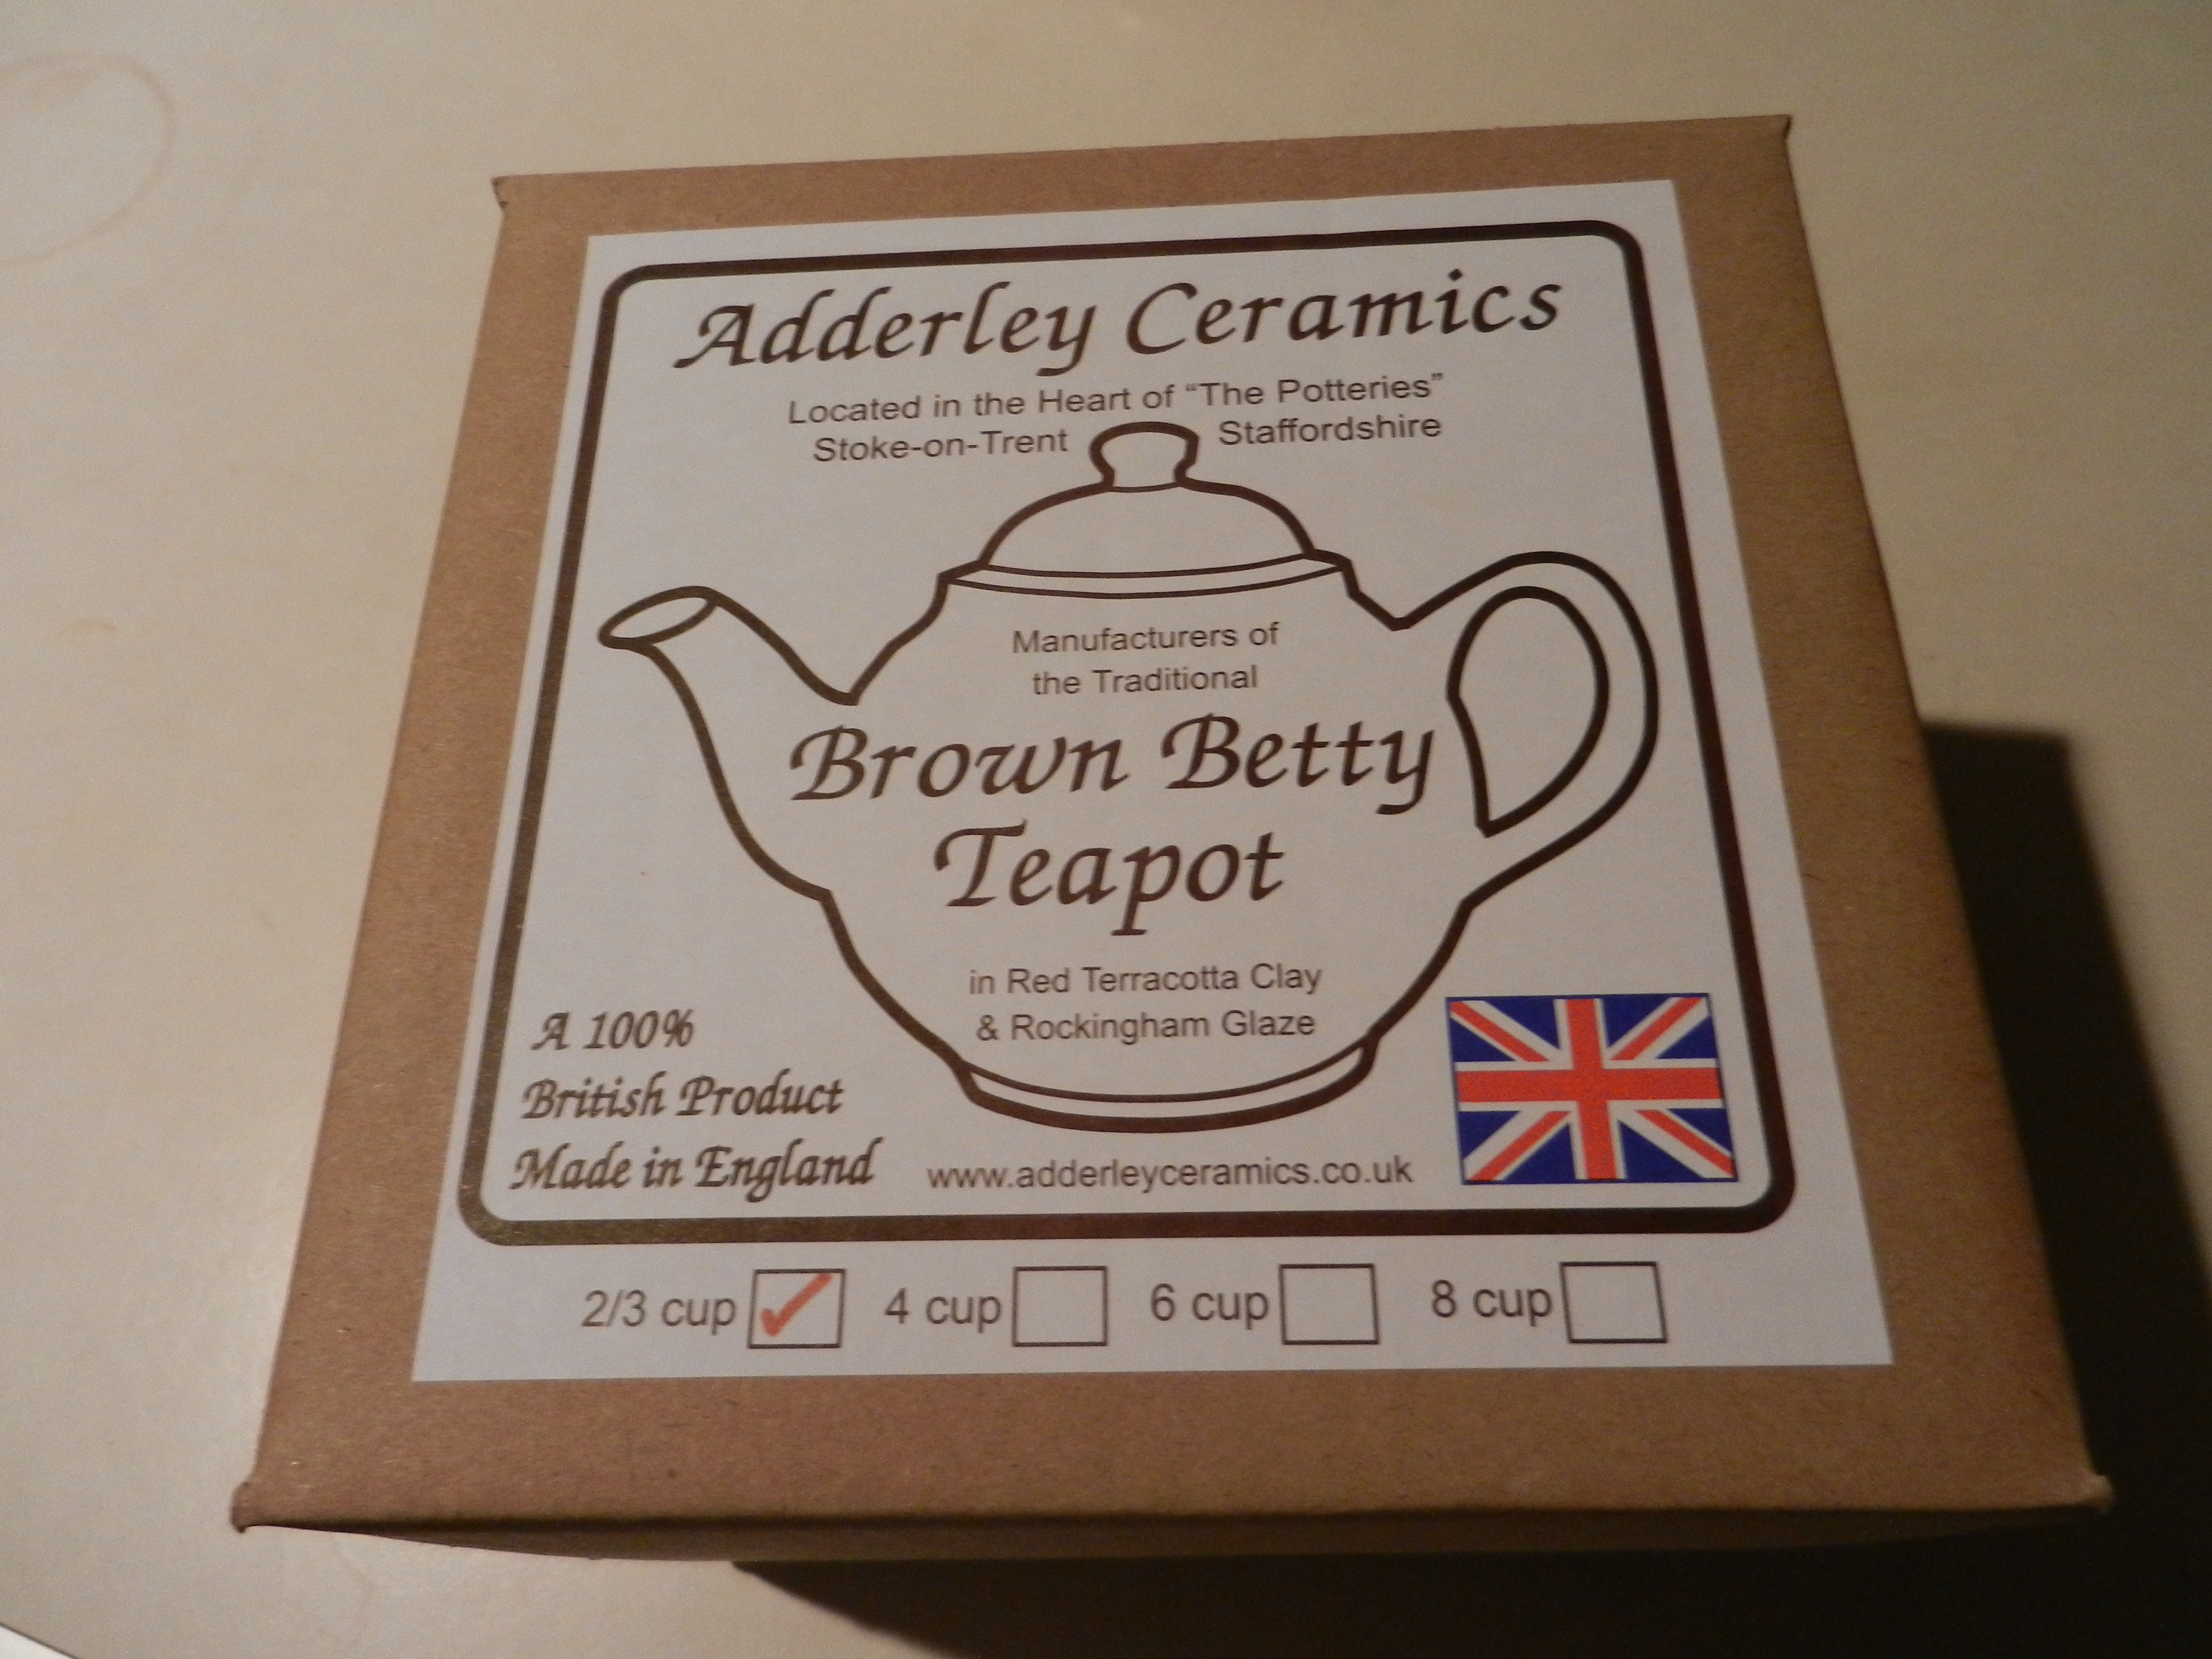 Adderley Ceramics
Located in the Heart of “The Potteries”
Stoke-on-Trent Staffordshire
Manufacturers of
the Traditional
Brown Betty
Teapot
in Red Terracotta Clay
& Rockingham Glaze
A 100%
British Product
Made in England
www.adderleyceramics.co.uk
2/3 cup 4 cup 6 cup 8 cup